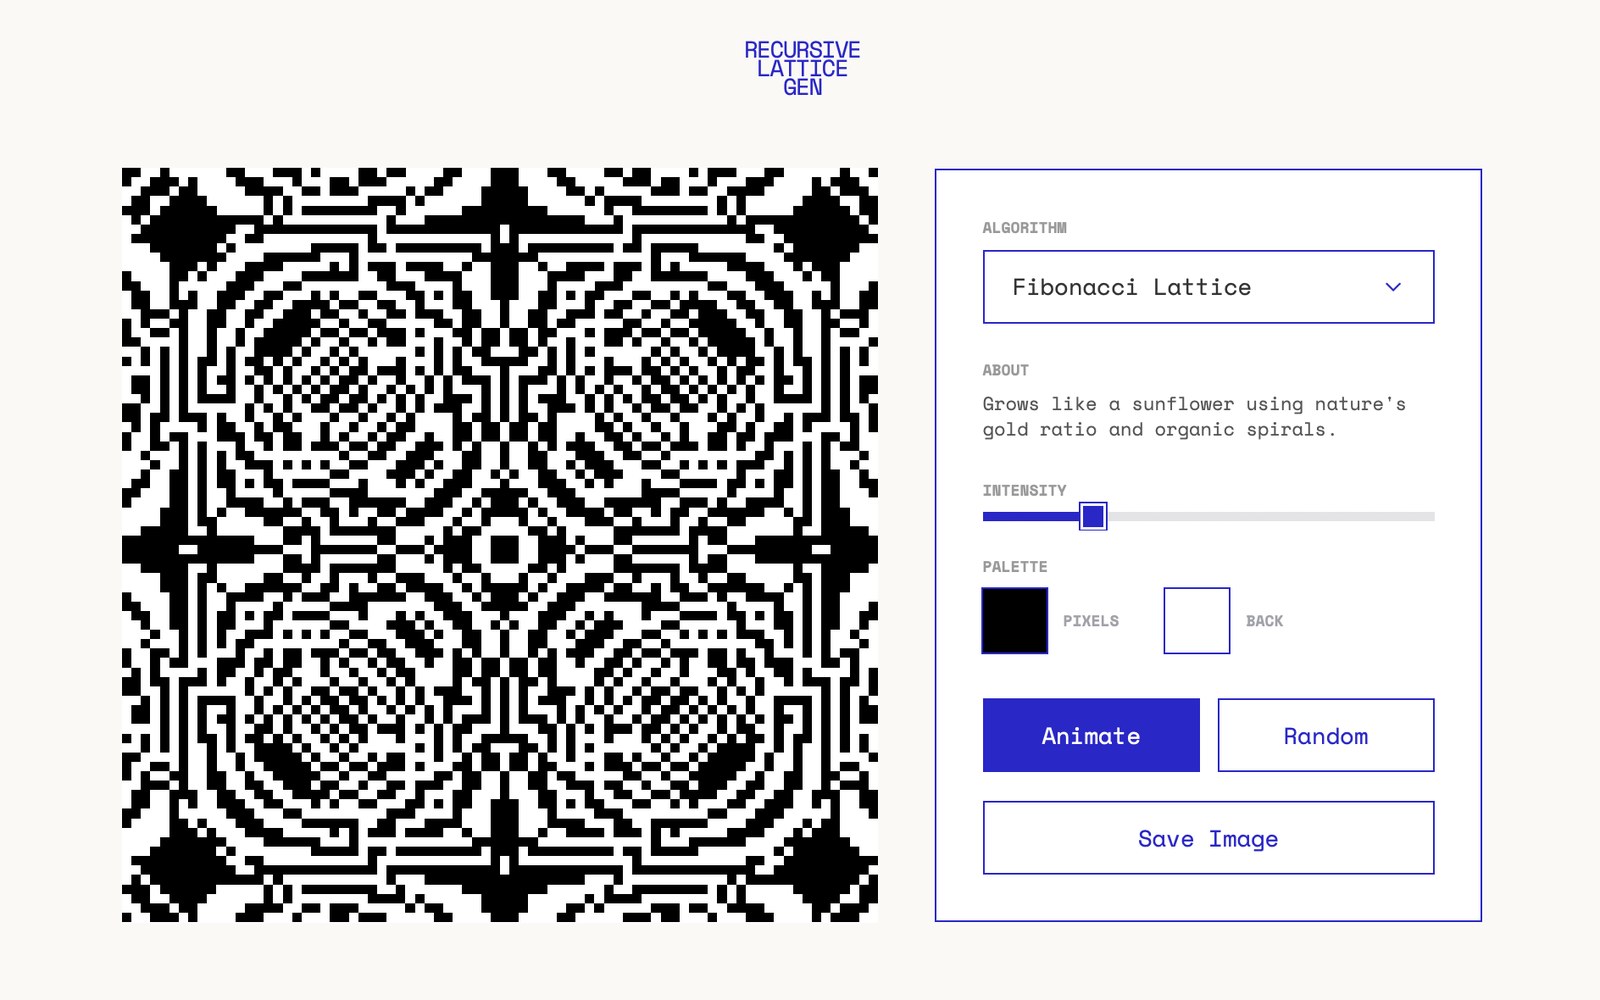 RECURSIVE
LATTICE
GEN
ALGORITHM
Fibonacci Lattice
ABOUT
Grows like a sunflower using nature's
gold ratio and organic spirals.
INTENSITY
PALETTE
PIXELS
BACK
Animate
Random
Save Image